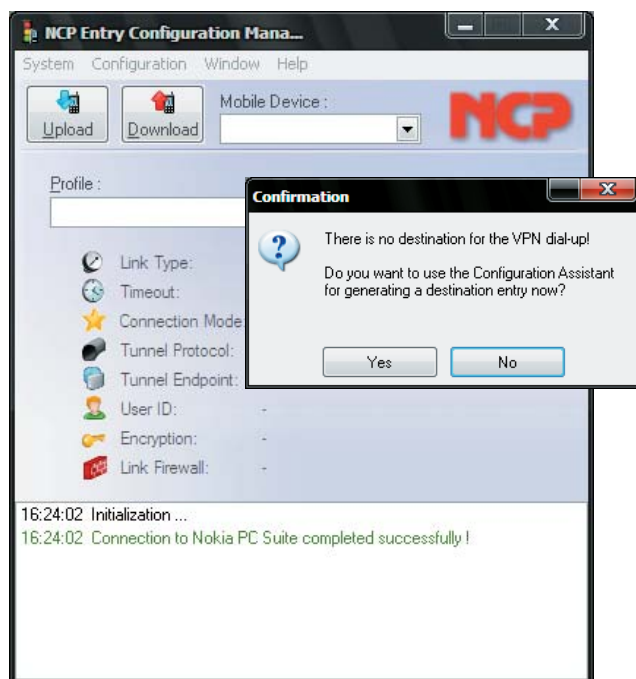 NCP Entry Configuration Mana...
System Configuration Window Help
Upload
Download
Mobile Device :
NCP
Profile :
Confirmation
There is no destination for the VPN dial-up!
Do you want to use the Configuration Assistant
for generating a destination entry now?
Yes No
Link Type:
Timeout:
Connection Mode
Tunnel Protocol:
Tunnel Endpoint:
User ID: -
Encryption: -
Link Firewall: -
16:24:02 Initialization ...
16:24:02 Connection to Nokia PC Suite completed successfully !